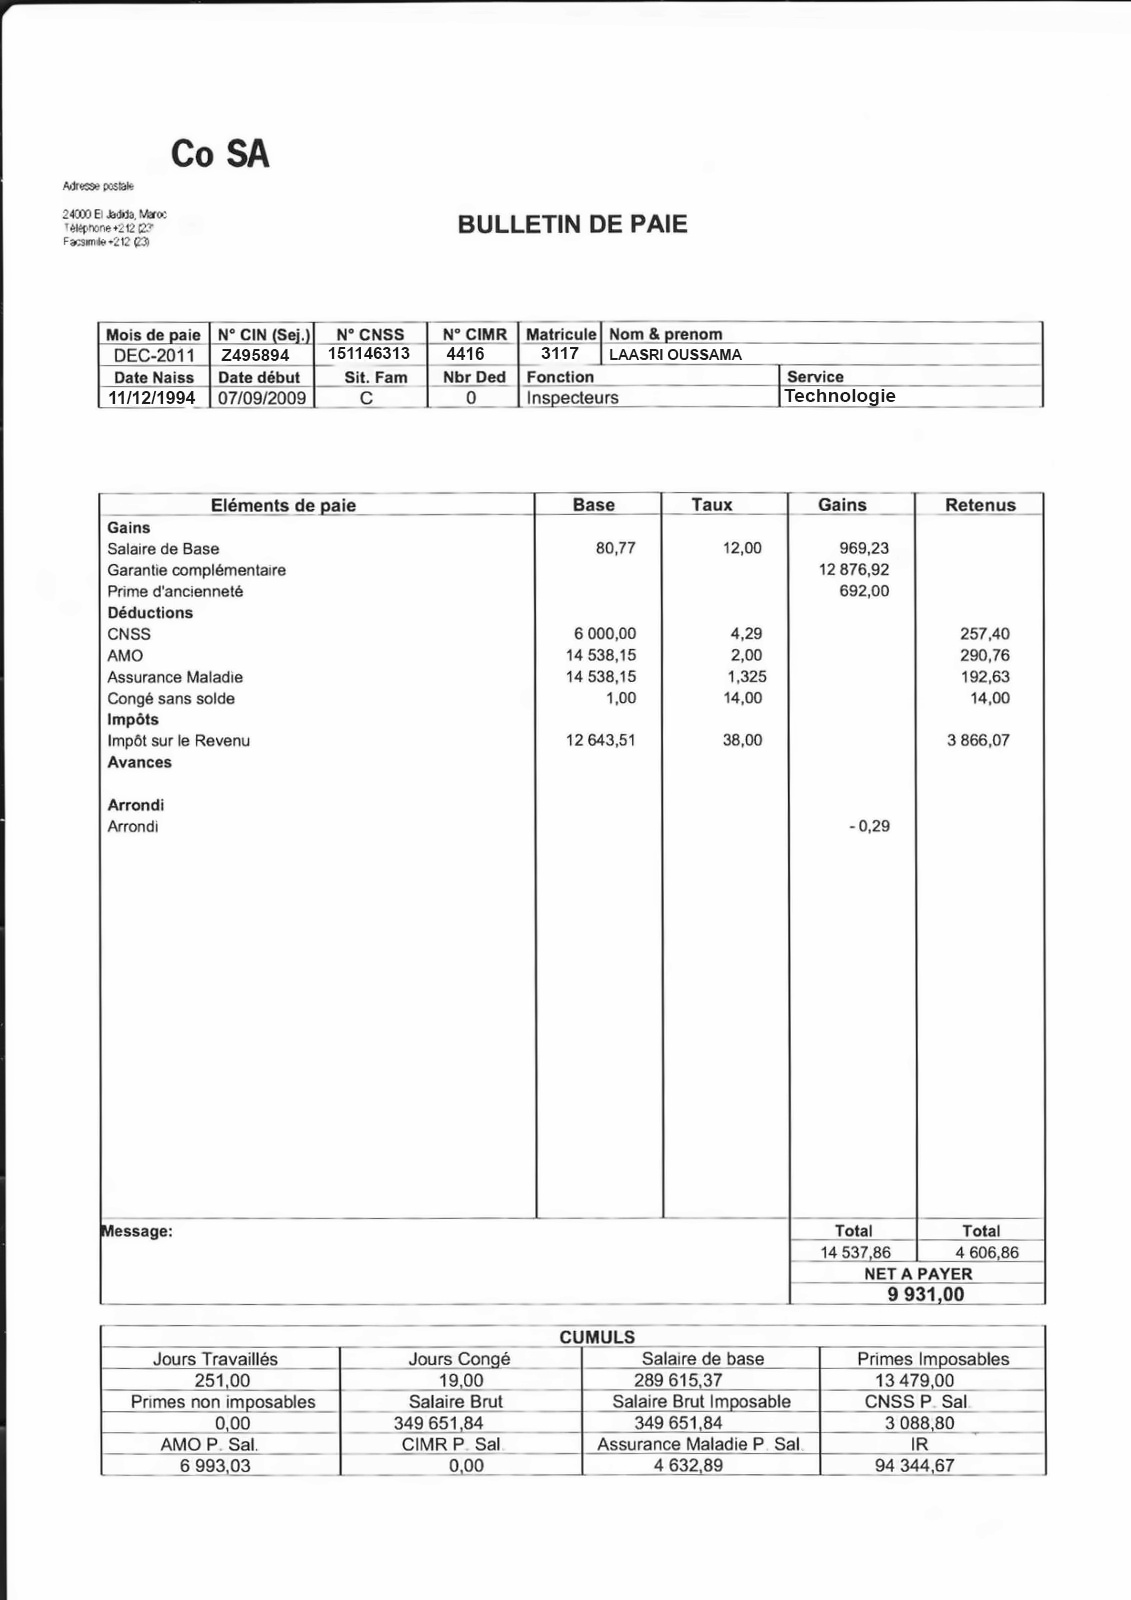 Co SA
Adresse postale
24000 El Jadida, Maroc
Téléphone +212 (23)
Facsimile +212 (23)
BULLETIN DE PAIE
Mois de paie N° CIN (Sej.) N° CNSS N° CIMR Matricule Nom & prenom
DEC-2011 Z495894 151146313 4416 3117 LAASRI OUSSAMA
Date Naiss Date début Sit. Fam Nbr Ded Fonction Service
11/12/1994 07/09/2009 C 0 Inspecteurs Technologie
Eléments de paie Base Taux Gains Retenus
Gains
Salaire de Base 80,77 12,00 969,23
Garantie complémentaire 12 876,92
Prime d'ancienneté 692,00
Déductions
CNSS 6 000,00 4,29 257,40
AMO 14 538,15 2,00 290,76
Assurance Maladie 14 538,15 1,325 192,63
Congé sans solde 1,00 14,00 14,00
Impôts
Impôt sur le Revenu 12 643,51 38,00 3 866,07
Avances
Arrondi
Arrondi - 0,29
Message: Total Total
14 537,86 4 606,86
NET A PAYER
9 931,00
CUMULS
Jours Travaillés Jours Congé Salaire de base Primes Imposables
251,00 19,00 289 615,37 13 479,00
Primes non imposables Salaire Brut Salaire Brut Imposable CNSS P. Sal.
0,00 349 651,84 349 651,84 3 088,80
AMO P. Sal. CIMR P. Sal. Assurance Maladie P. Sal. IR
6 993,03 0,00 4 632,89 94 344,67